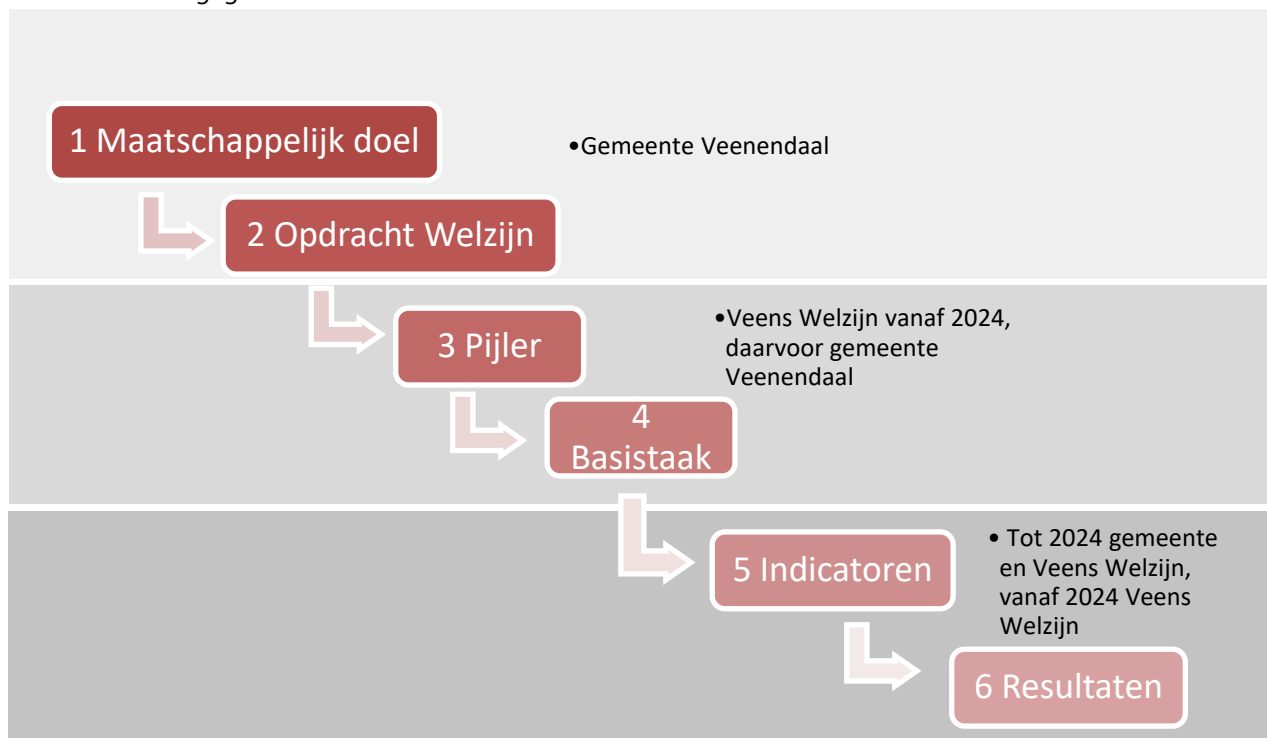 1 Maatschappelijk doel
•Gemeente Veenendaal
2 Opdracht Welzijn
3 Pijler
•Veens Welzijn vanaf 2024,
daarvoor gemeente
Veenendaal
4
Basistaak
5 Indicatoren
• Tot 2024 gemeente
en Veens Welzijn,
vanaf 2024 Veens
Welzijn
6 Resultaten